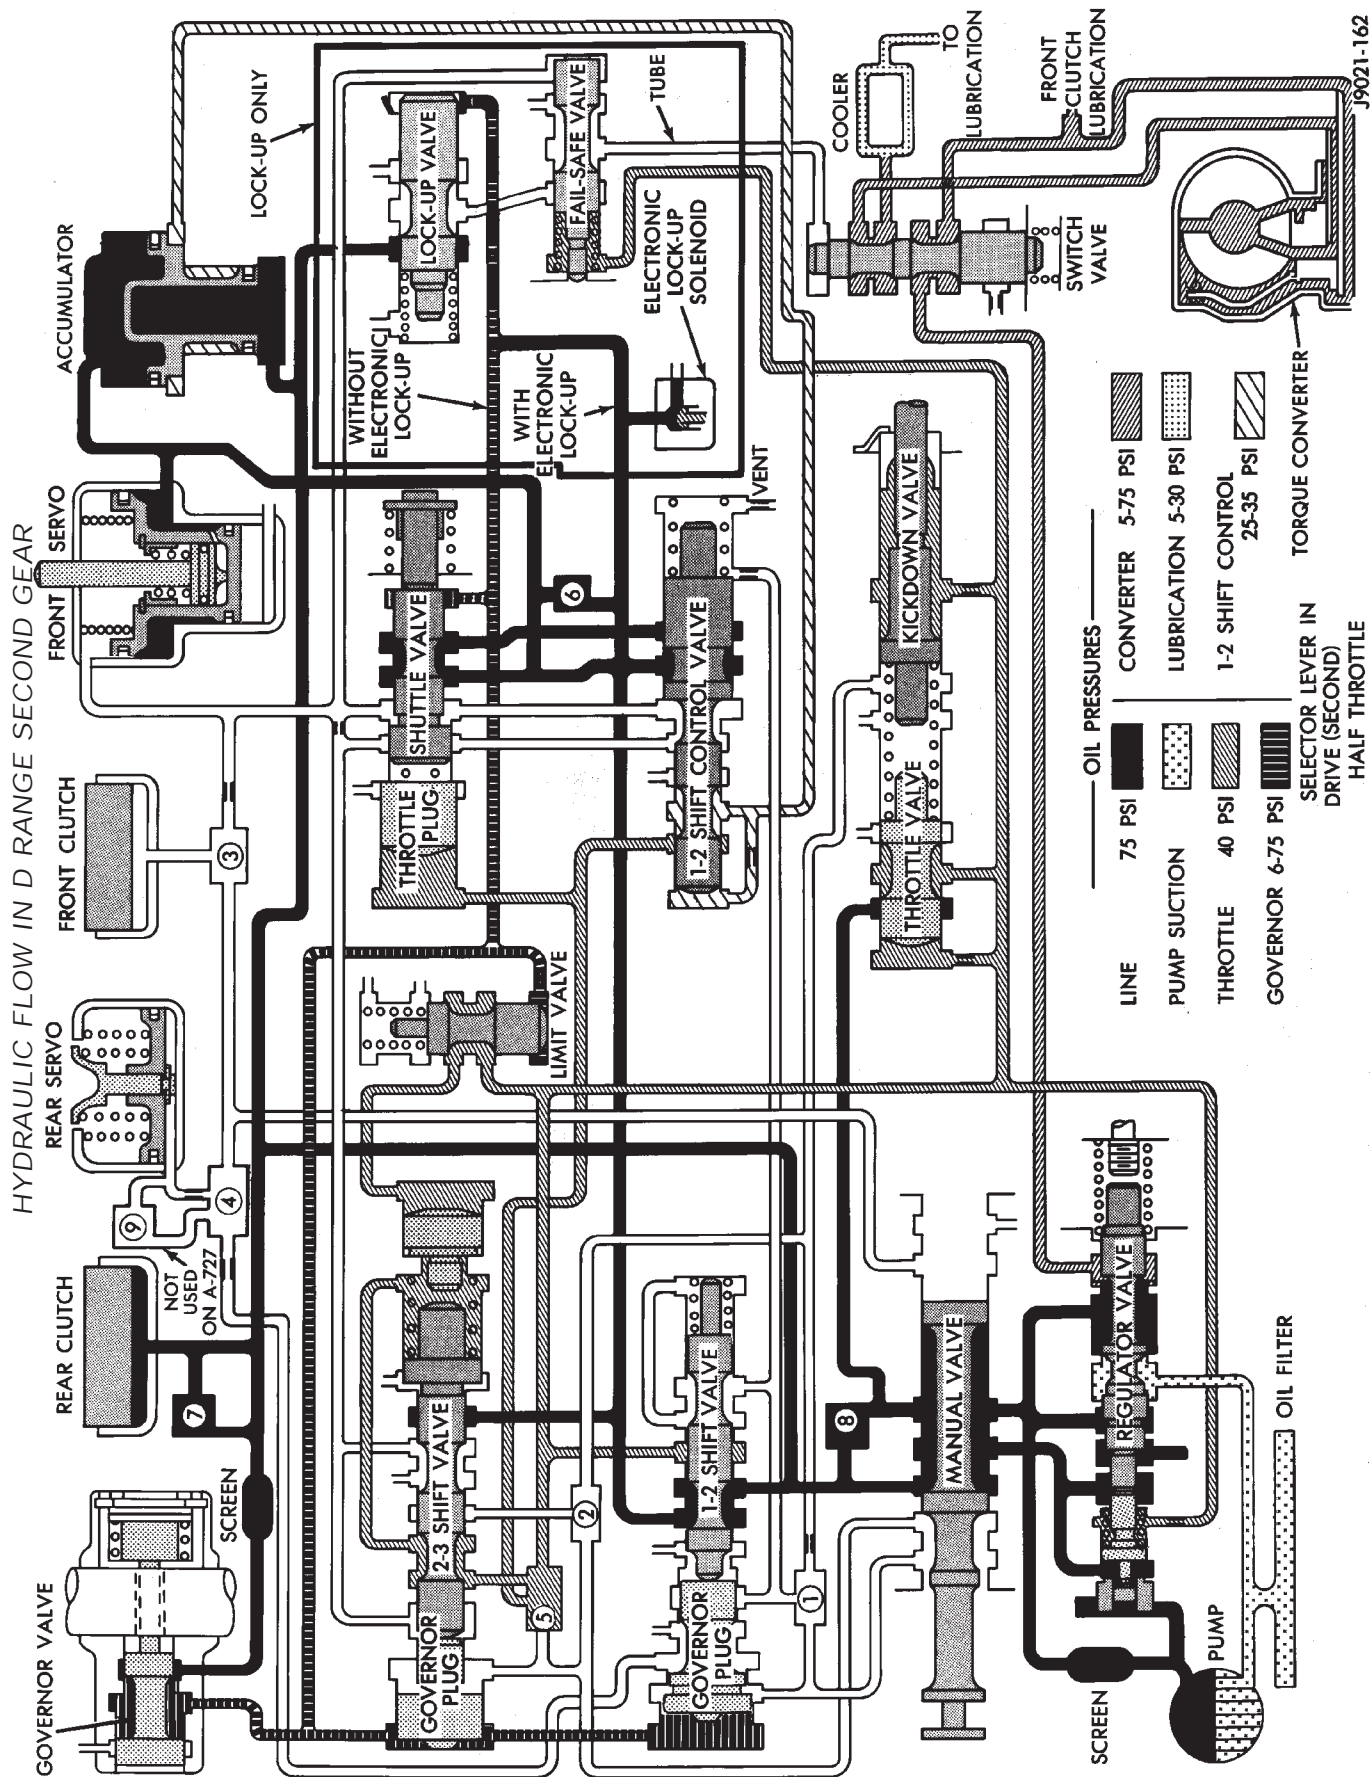 HYDRAULIC FLOW IN D RANGE SECOND GEAR
GOVERNOR VALVE
REAR CLUTCH
REAR SERVO
FRONT CLUTCH
FRONT SERVO
ACCUMULATOR
LOCK-UP ONLY
SCREEN
7
NOT
USED
ON A-727
9
4
3
GOVERNOR
PLUG
2-3 SHIFT VALVE
LIMIT VALVE
THROTTLE
PLUG
SHUTTLE VALVE
WITHOUT
ELECTRONIC
LOCK-UP
LOCK-UP VALVE
WITH
ELECTRONIC
LOCK-UP
FAIL-SAFE VALVE
TUBE
ELECTRONIC
LOCK-UP
SOLENOID
5
2
6
GOVERNOR
PLUG
1-2 SHIFT VALVE
1-2 SHIFT CONTROL VALVE
VENT
1
8
MANUAL VALVE
THROTTLE VALVE
KICKDOWN VALVE
SWITCH
VALVE
COOLER
TO
LUBRICATION
FRONT
CLUTCH
LUBRICATION
SCREEN
PUMP
REGULATOR VALVE
OIL FILTER
OIL PRESSURES
LINE 75 PSI
PUMP SUCTION
THROTTLE 40 PSI
GOVERNOR 6-75 PSI
CONVERTER 5-75 PSI
LUBRICATION 5-30 PSI
1-2 SHIFT CONTROL
25-35 PSI
SELECTOR LEVER IN
DRIVE (SECOND)
HALF THROTTLE
TORQUE CONVERTER
J9021-162